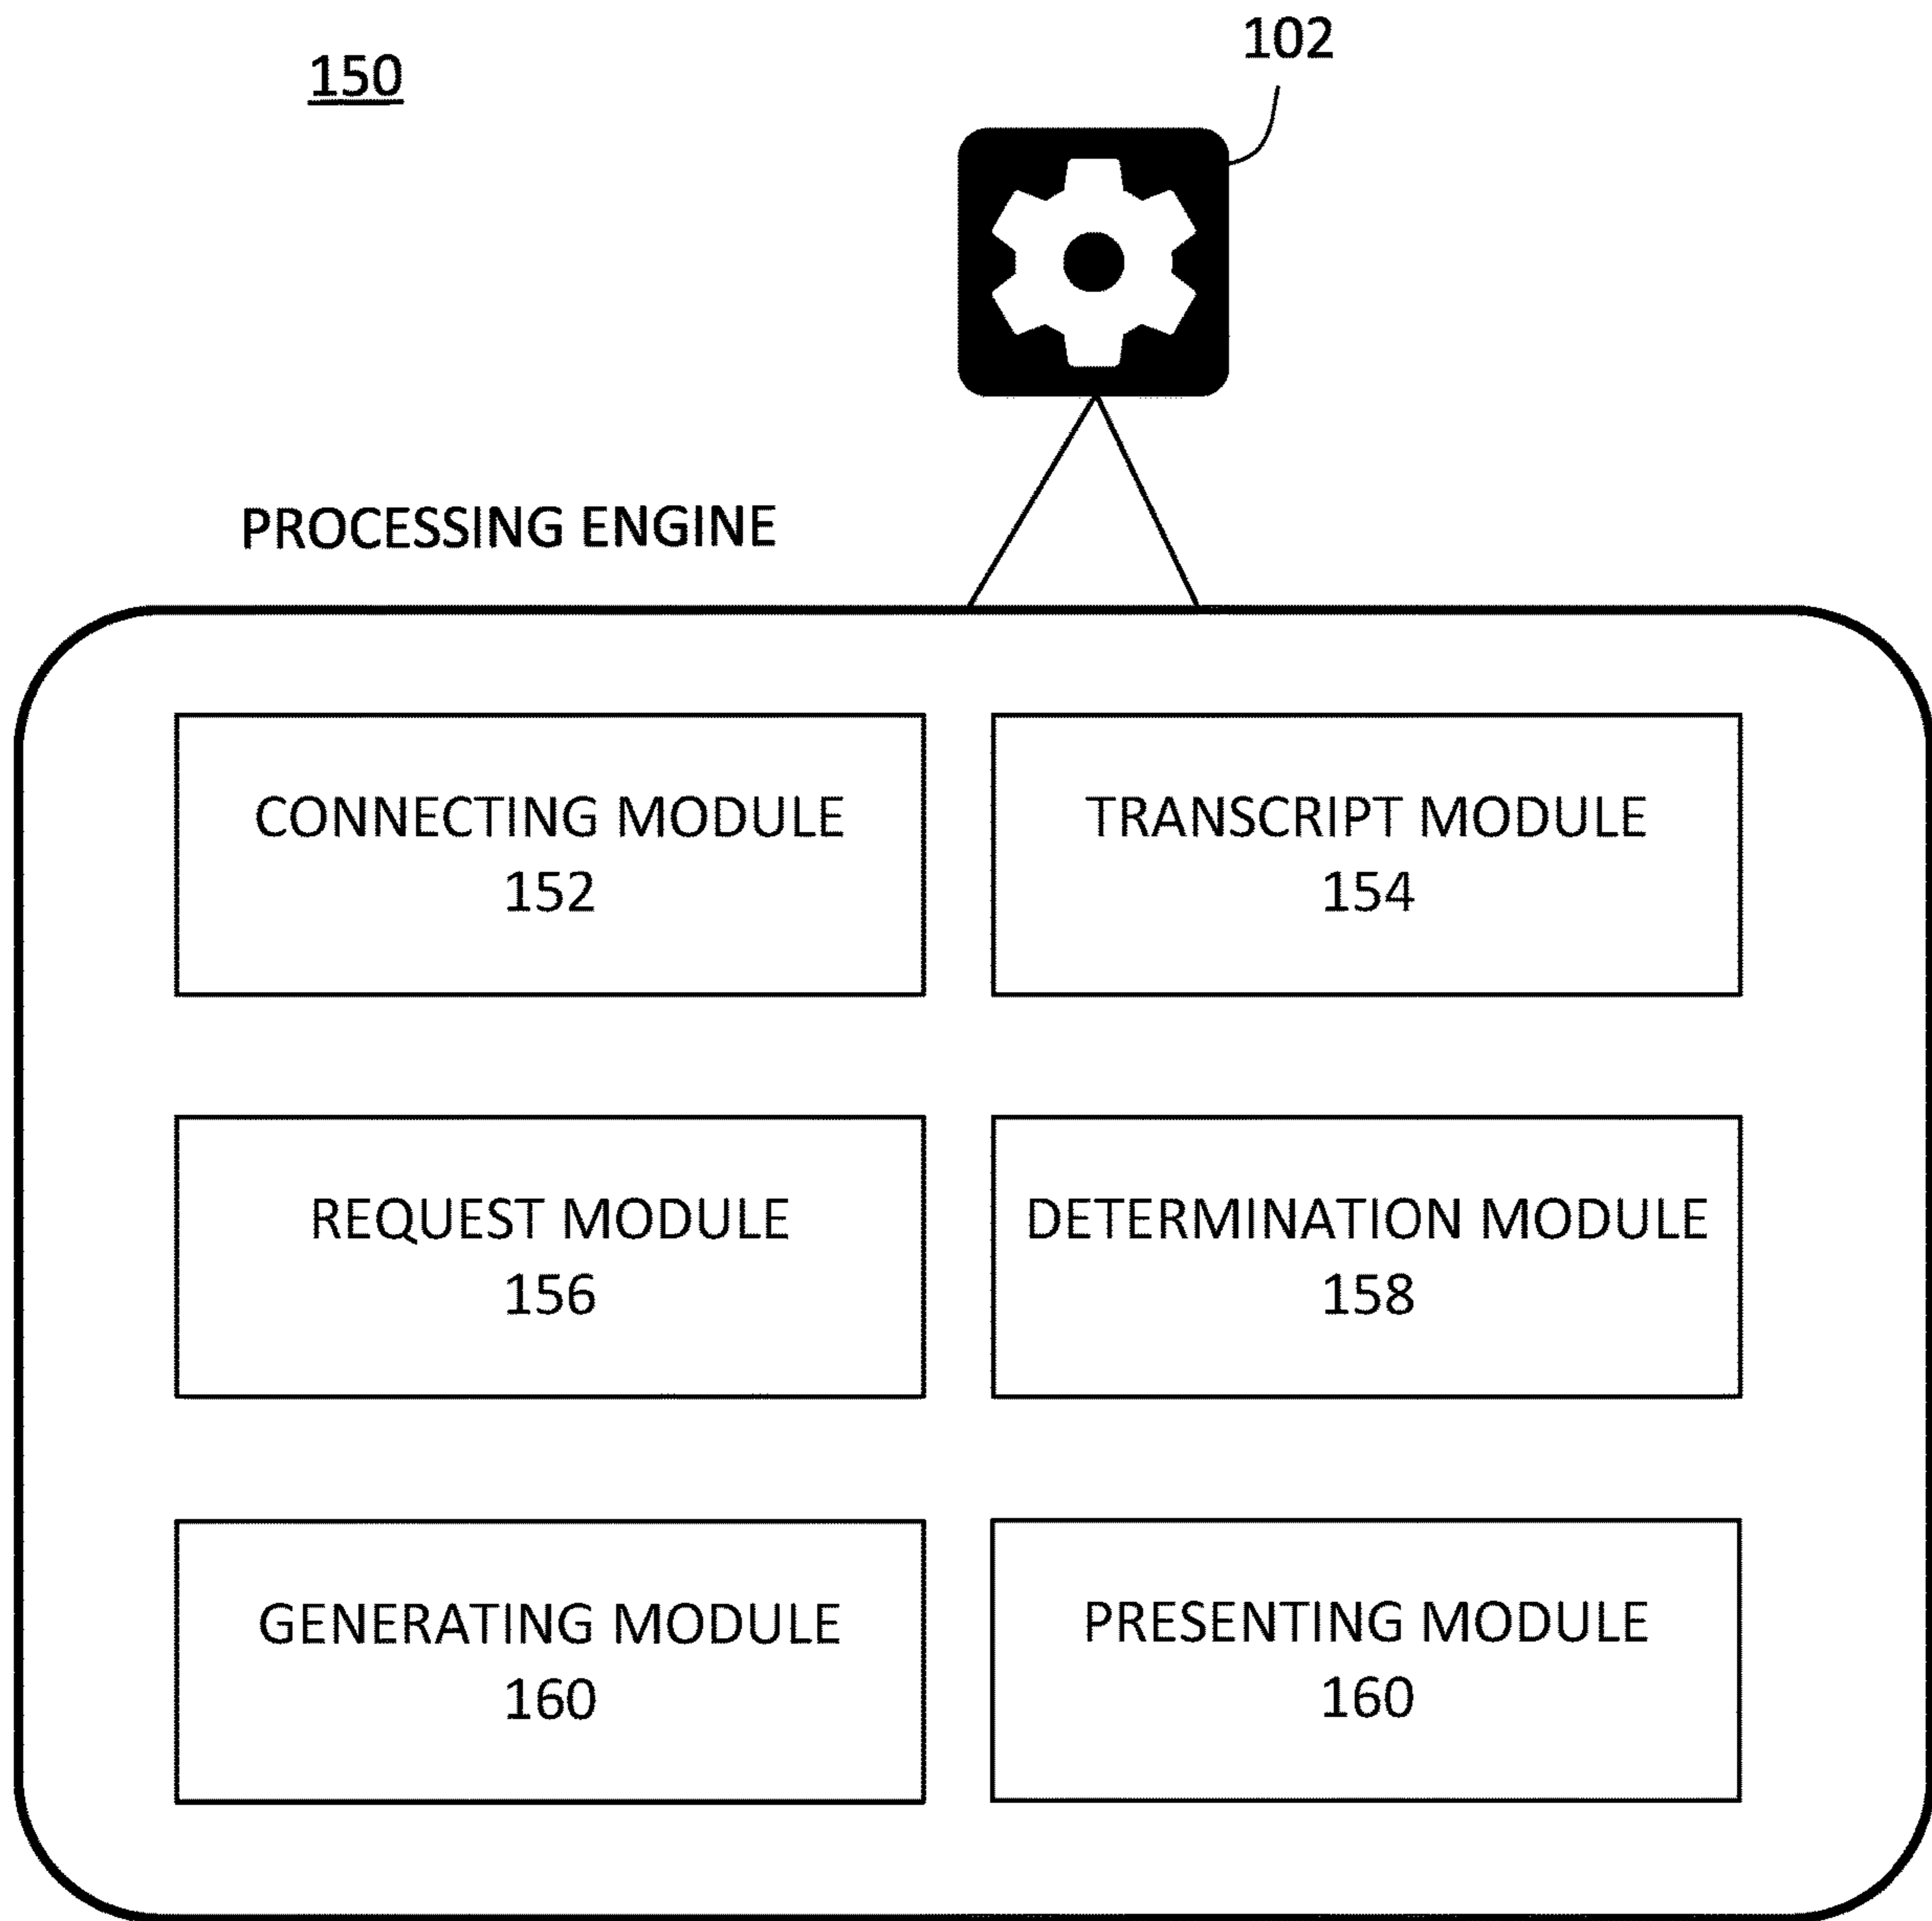 150
102
PROCESSING ENGINE
CONNECTING MODULE
152
TRANSCRIPT MODULE
154
REQUEST MODULE
156
DETERMINATION MODULE
158
GENERATING MODULE
160
PRESENTING MODULE
160